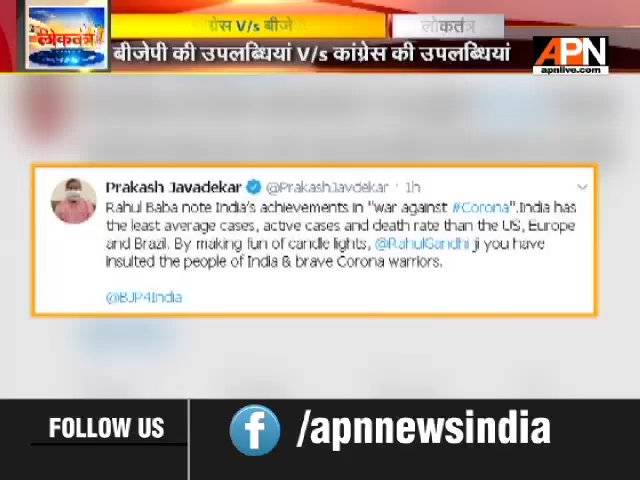 ग्रेस V/s बीजे
लोकतंत्र
लोकतंत्र
बीजेपी की उपलब्धियां V/s कांग्रेस की उपलब्धियां
APN
apnlive.com
Prakash Javadekar @PrakashJavdekar · 1h
Rahul Baba note India's achievements in "war against #Corona".India has
the least average cases, active cases and death rate than the US, Europe
and Brazil. By making fun of candle lights, @RahulGandhi ji you have
insulted the people of India & brave Corona warriors.
@BJP4India
FOLLOW US
f /apnnewsindia